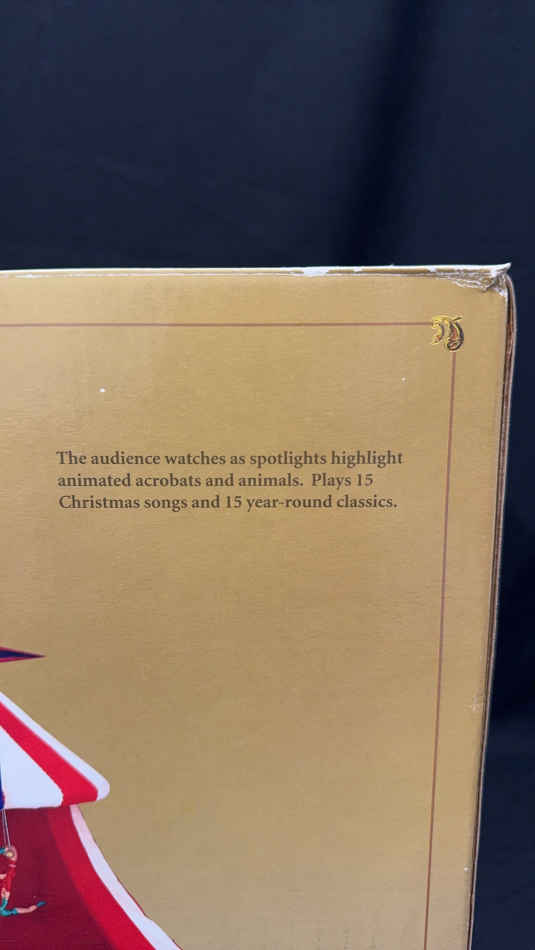 The audience watches as spotlights highlight
animated acrobats and animals. Plays 15
Christmas songs and 15 year-round classics.